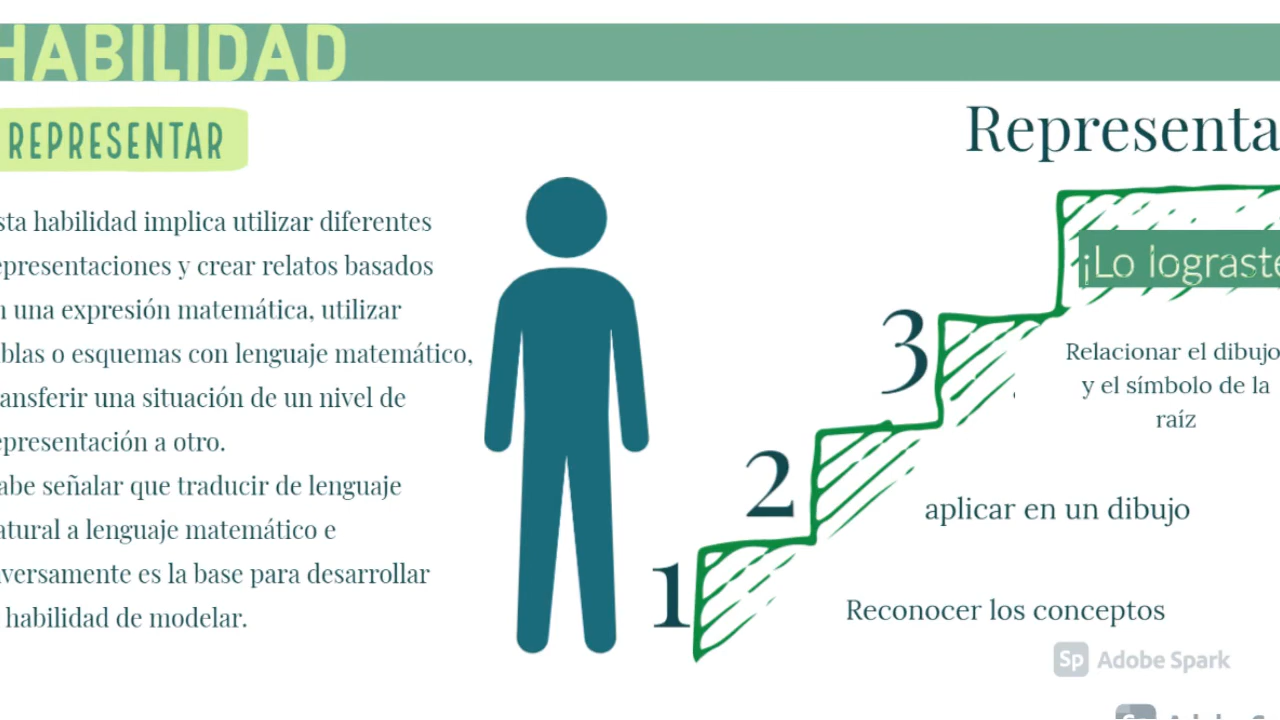 HABILIDAD
REPRESENTAR
sta habilidad implica utilizar diferentes
epresentaciones y crear relatos basados
n una expresión matemática, utilizar
blas o esquemas con lenguaje matemático,
ansferir una situación de un nivel de
epresentación a otro.
abe señalar que traducir de lenguaje
atural a lenguaje matemático e
versamente es la base para desarrollar
habilidad de modelar.
Representa
¡Lo lograste
3
Relacionar el dibujo
y el símbolo de la
raíz
2
aplicar en un dibujo
1
Reconocer los conceptos
Sp Adobe Spark